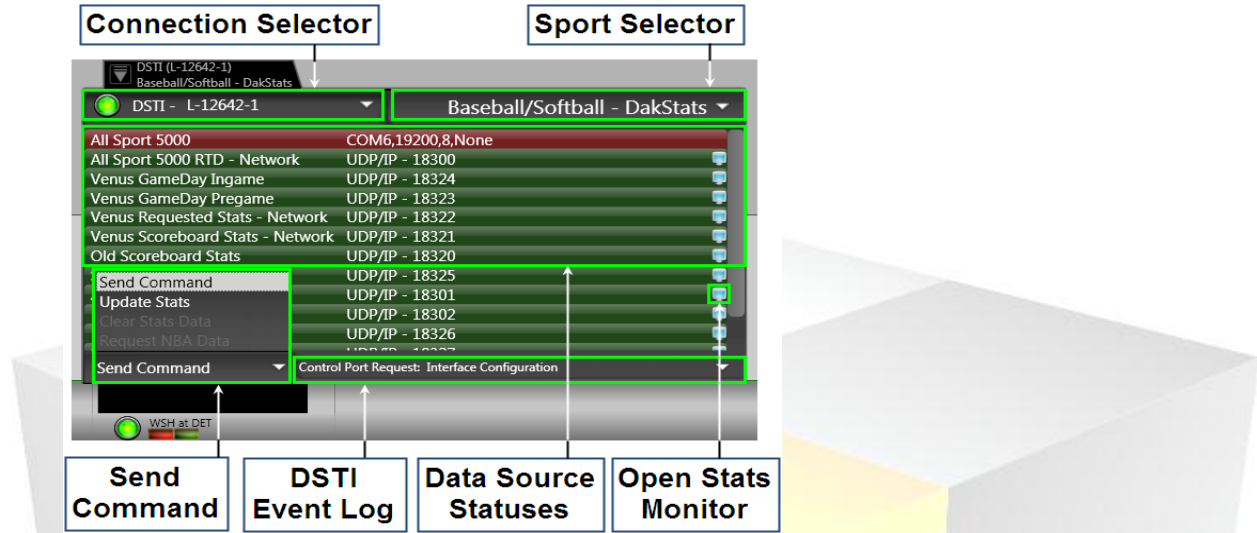 Connection Selector
Sport Selector
DSTI (L-12642-1)
Baseball/Softball - DakStats
DSTI - L-12642-1
Baseball/Softball - DakStats
All Sport 5000 COM6,19200,8,None
All Sport 5000 RTD - Network UDP/IP - 18300
Venus GameDay Ingame UDP/IP - 18324
Venus GameDay Pregame UDP/IP - 18323
Venus Requested Stats - Network UDP/IP - 18322
Venus Scoreboard Stats - Network UDP/IP - 18321
Old Scoreboard Stats UDP/IP - 18320
UDP/IP - 18325
Send Command
Update Stats UDP/IP - 18301
Clear Stats Data UDP/IP - 18302
Request NBA Data UDP/IP - 18326
Send Command
Control Port Request: Interface Configuration
WSH at DET
Send Command
DSTI Event Log
Data Source Statuses
Open Stats Monitor